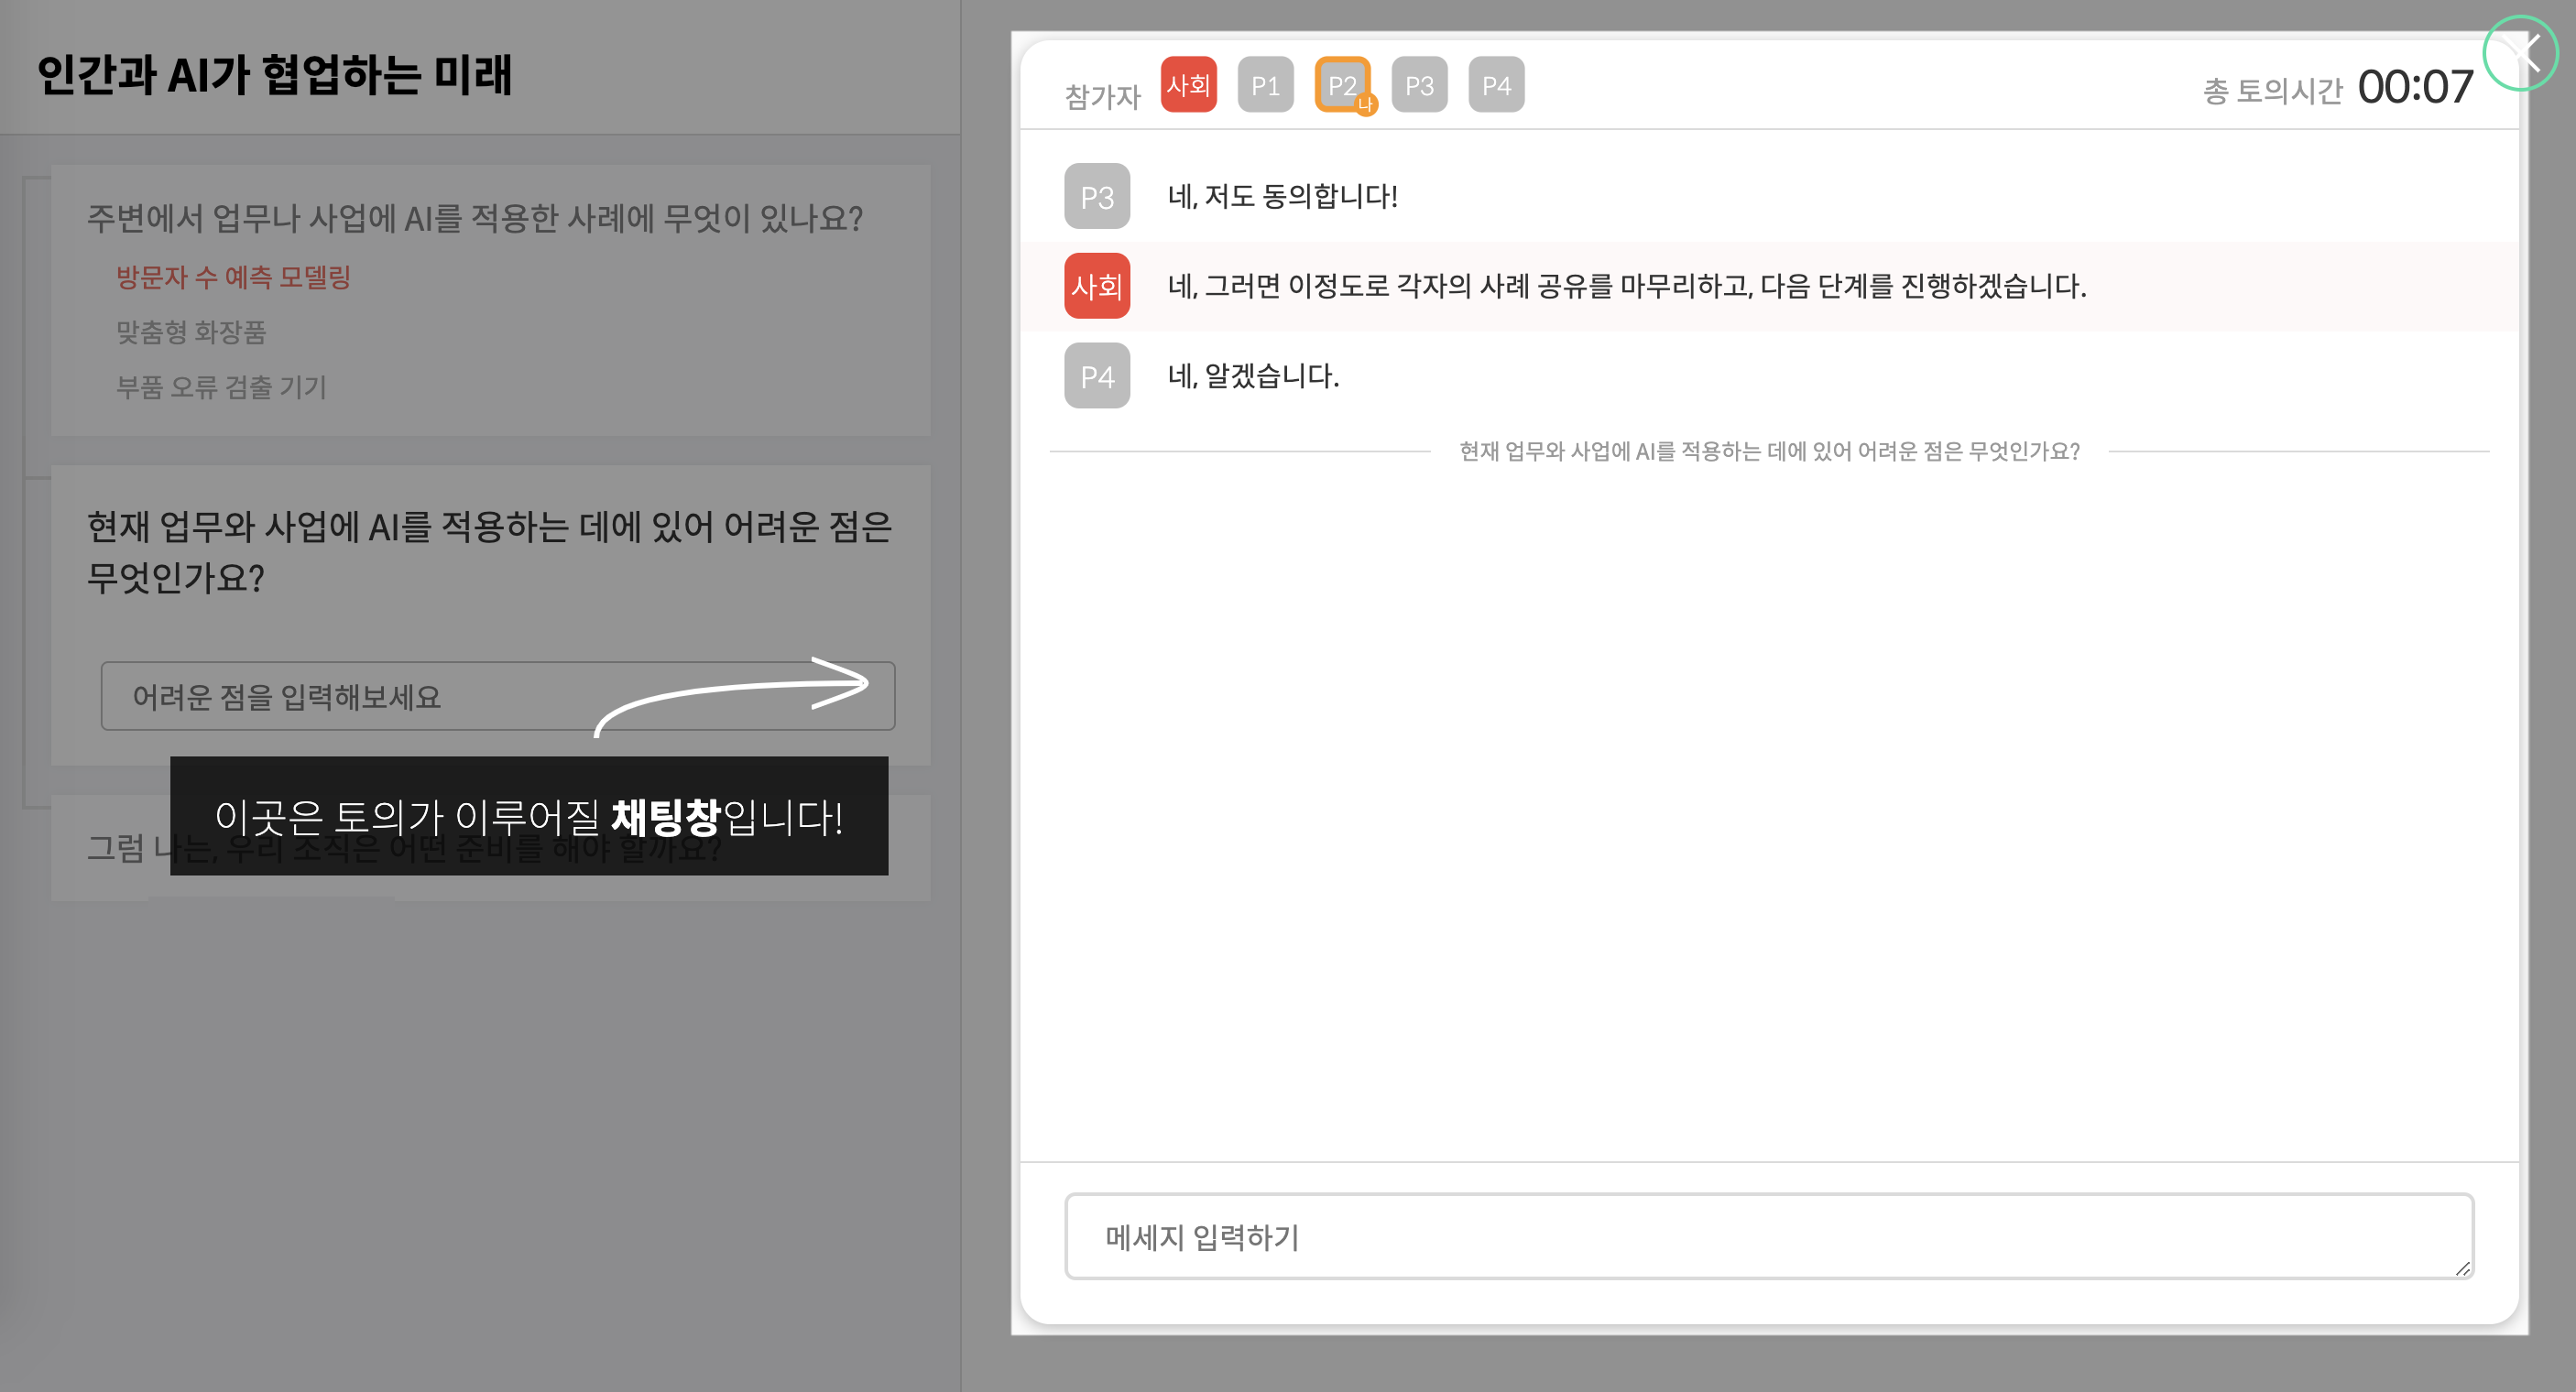 인간과 AI가 협업하는 미래
주변에서 업무나 사업에 AI를 적용한 사례에 무엇이 있나요?
방문자 수 예측 모델링
맞춤형 화장품
부품 오류 검출 기기
현재 업무와 사업에 AI를 적용하는 데에 있어 어려운 점은
무엇인가요?
어려운 점을 입력해보세요
이곳은 토의가 이루어질 채팅창입니다!
그럼 나는, 우리 조직은 어떤 준비를 해야 할까요?
참가자 사회 P1 P2 나 P3 P4
총 토의시간 00:07
P3 네, 저도 동의합니다!
사회 네, 그러면 이정도로 각자의 사례 공유를 마무리하고, 다음 단계를 진행하겠습니다.
P4 네, 알겠습니다.
현재 업무와 사업에 AI를 적용하는 데에 있어 어려운 점은 무엇인가요?
메세지 입력하기